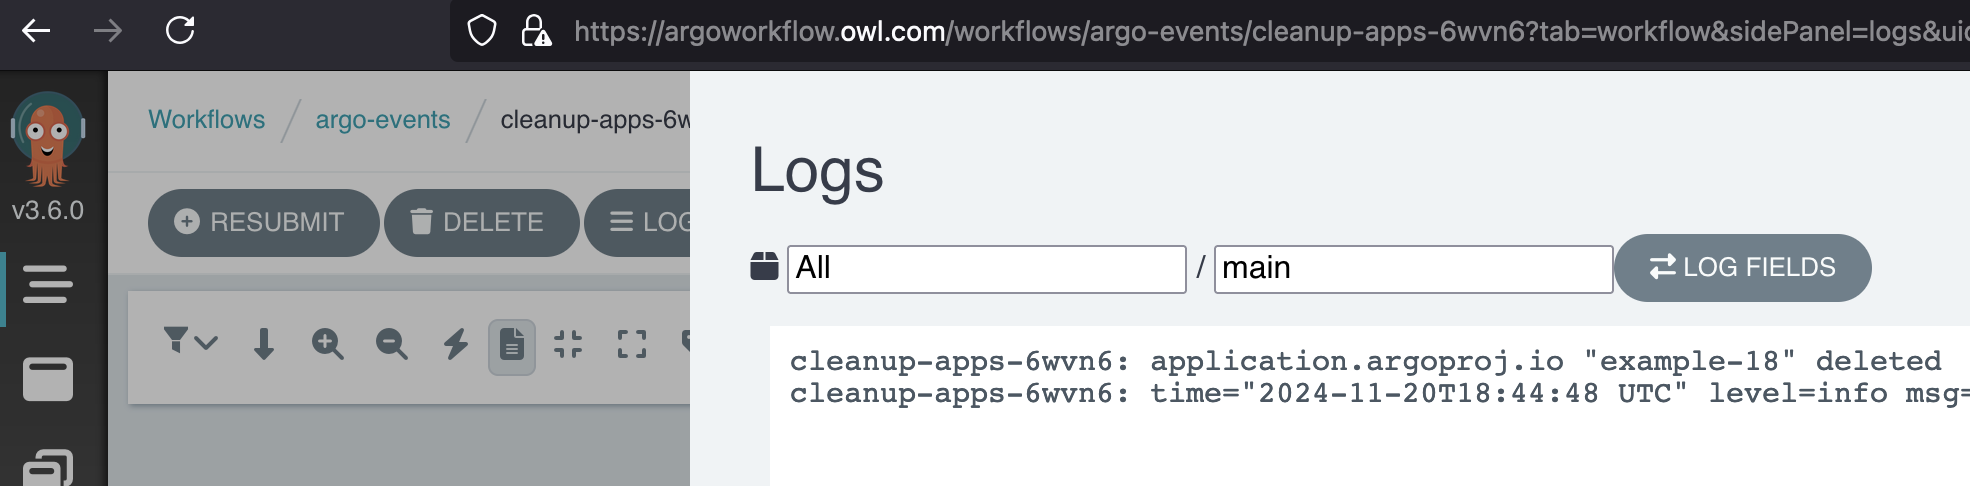 https://argoworkflow.owl.com/workflows/argo-events/cleanup-apps-6wvn6?tab=workflow&sidePanel=logs&uid
Workflows / argo-events / cleanup-apps-6w
v3.6.0
RESUBMIT DELETE LOG
Logs
All / main LOG FIELDS
cleanup-apps-6wvn6: application.argoproj.io "example-18" deleted
cleanup-apps-6wvn6: time="2024-11-20T18:44:48 UTC" level=info msg=